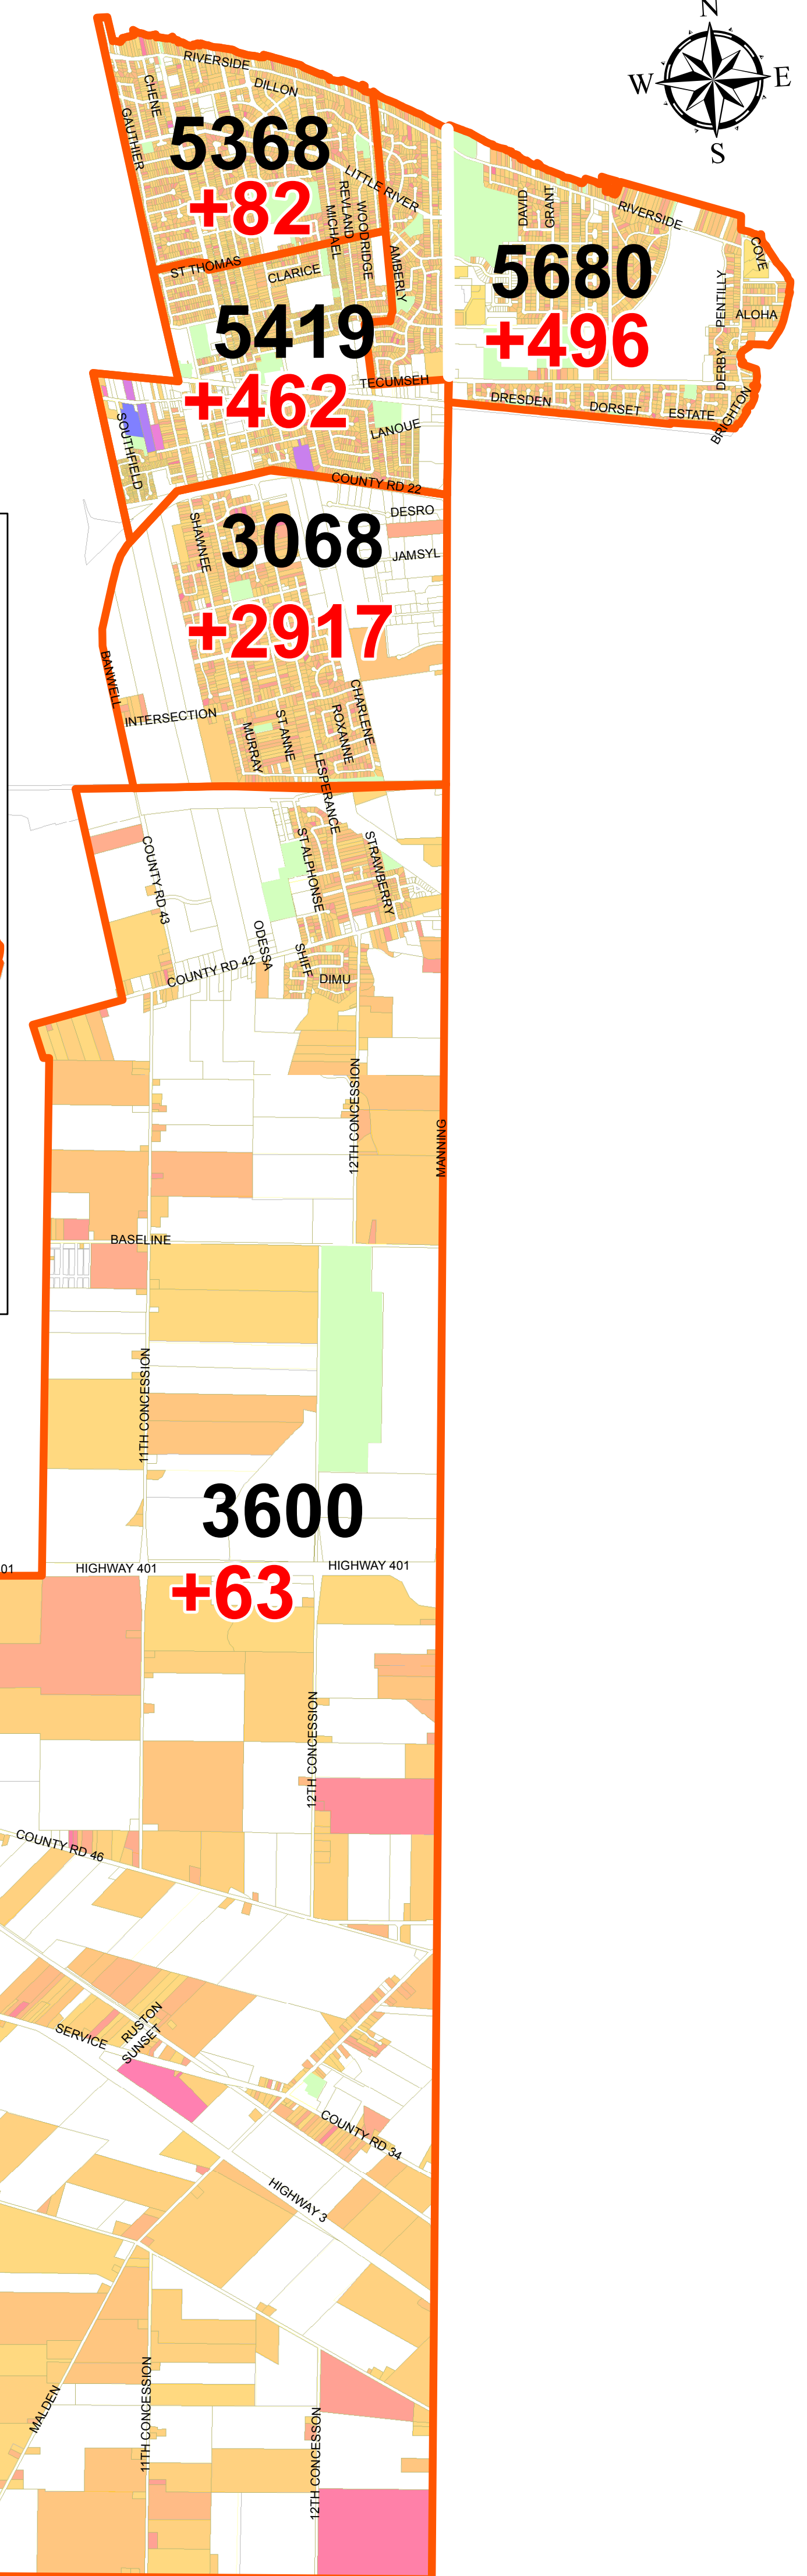 N
W
E
S
RIVERSIDE
DILLON
CHENE
GAUTHIER
5368
+82
LITTLE RIVER
REVLAND
MICHAEL
WOODRIDGE
AMBERLY
ST THOMAS
CLARICE
DAVID
GRANT
RIVERSIDE
COVE
5680
+496
PENTILLY
ALOHA
DERBY
5419
+462
TECUMSEH
DRESDEN
DORSET
ESTATE
BRIGHTON
SOUTHFIELD
LANOUE
COUNTY RD 22
DESRO
JAMSYL
SHAWNEE
3068
+2917
BANWELL
INTERSECTION
MURRAY
ST ANNE
ROXANNE
CHARLENE
LESPERANCE
ST ALPHONSE
STRAWBERRY
COUNTY RD 43
ODESSA
SHIFF
COUNTY RD 42
DIMU
12TH CONCESSION
MANNING
BASELINE
11TH CONCESSION
3600
01
HIGHWAY 401
HIGHWAY 401
+63
12TH CONCESSION
COUNTY RD 46
SERVICE
RUSTON
SUNSET
COUNTY RD 34
HIGHWAY 3
MALDEN
11TH CONCESSION
12TH CONCESSON